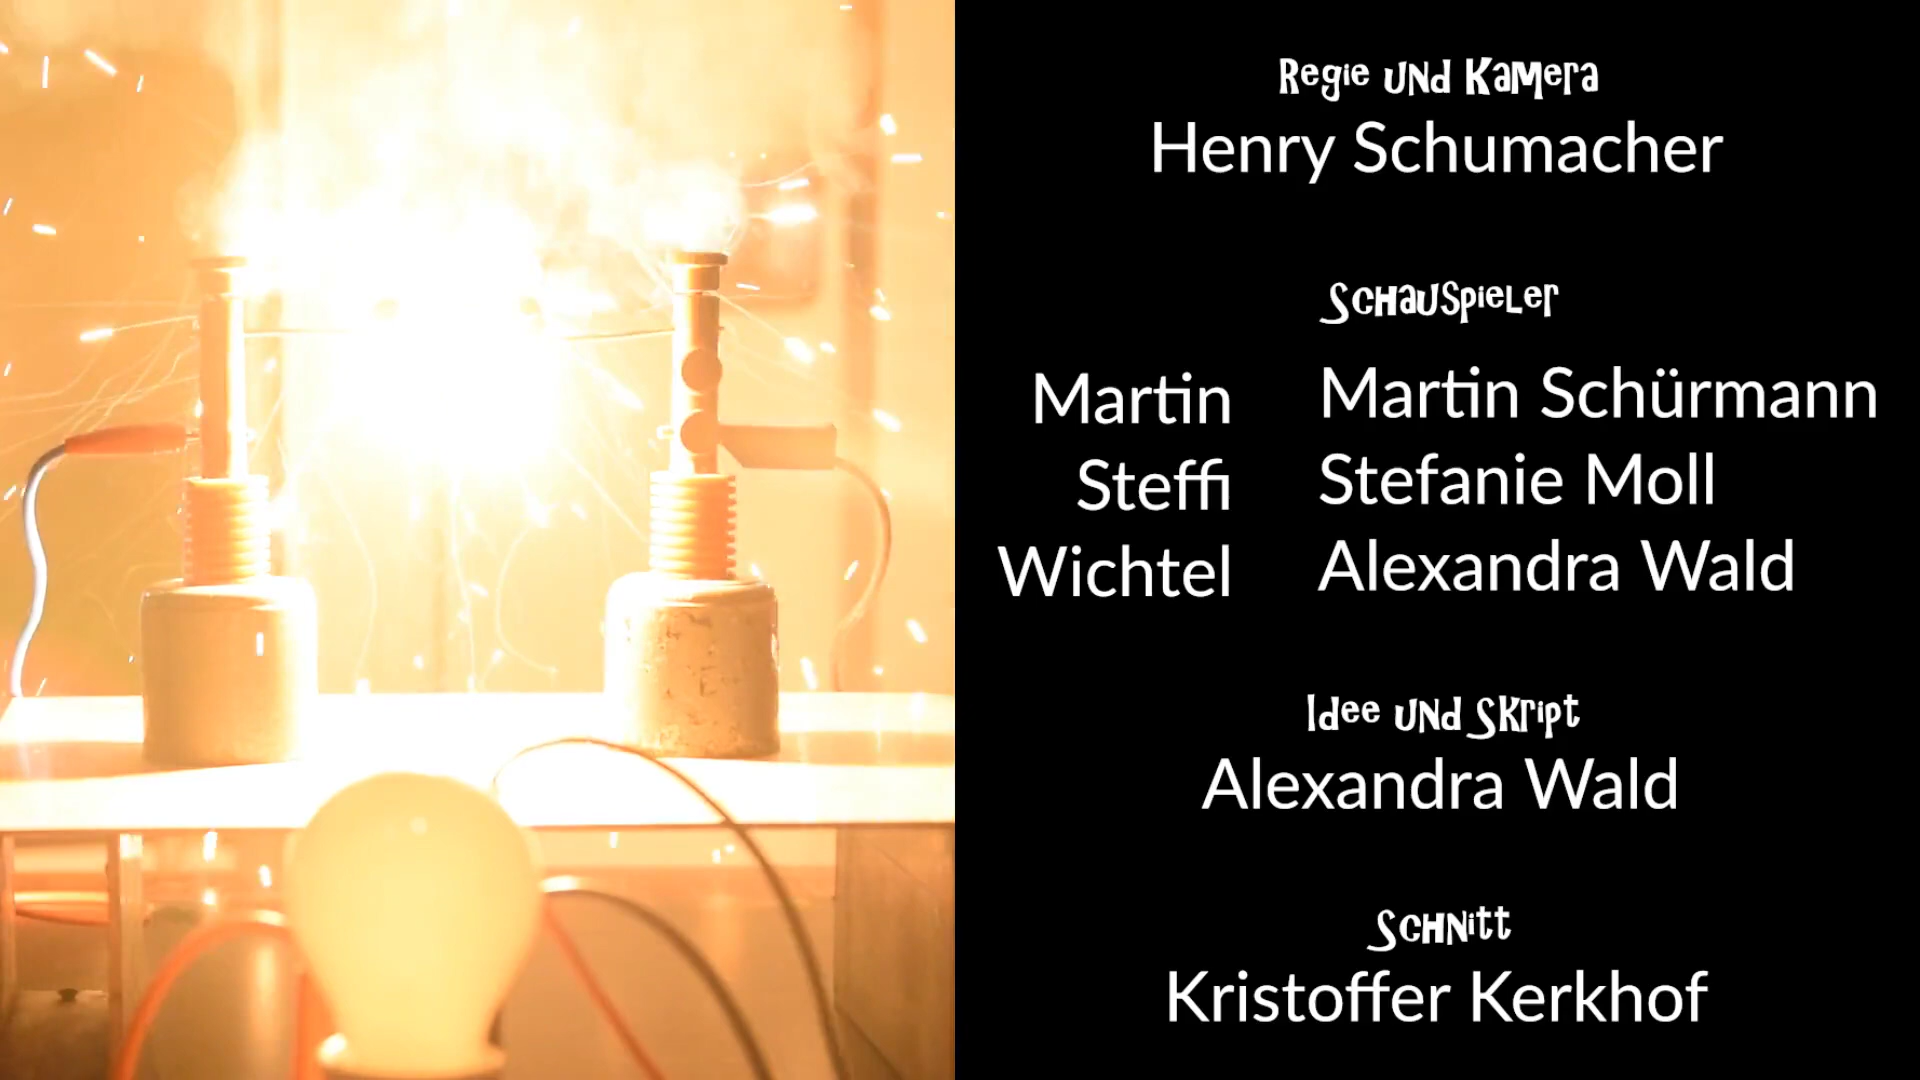 Regie und Kamera
Henry Schumacher
Schauspieler
Martin Martin Schürmann
Steffi Stefanie Moll
Wichtel Alexandra Wald
Idee und Skript
Alexandra Wald
Schnitt
Kristoffer Kerkhof